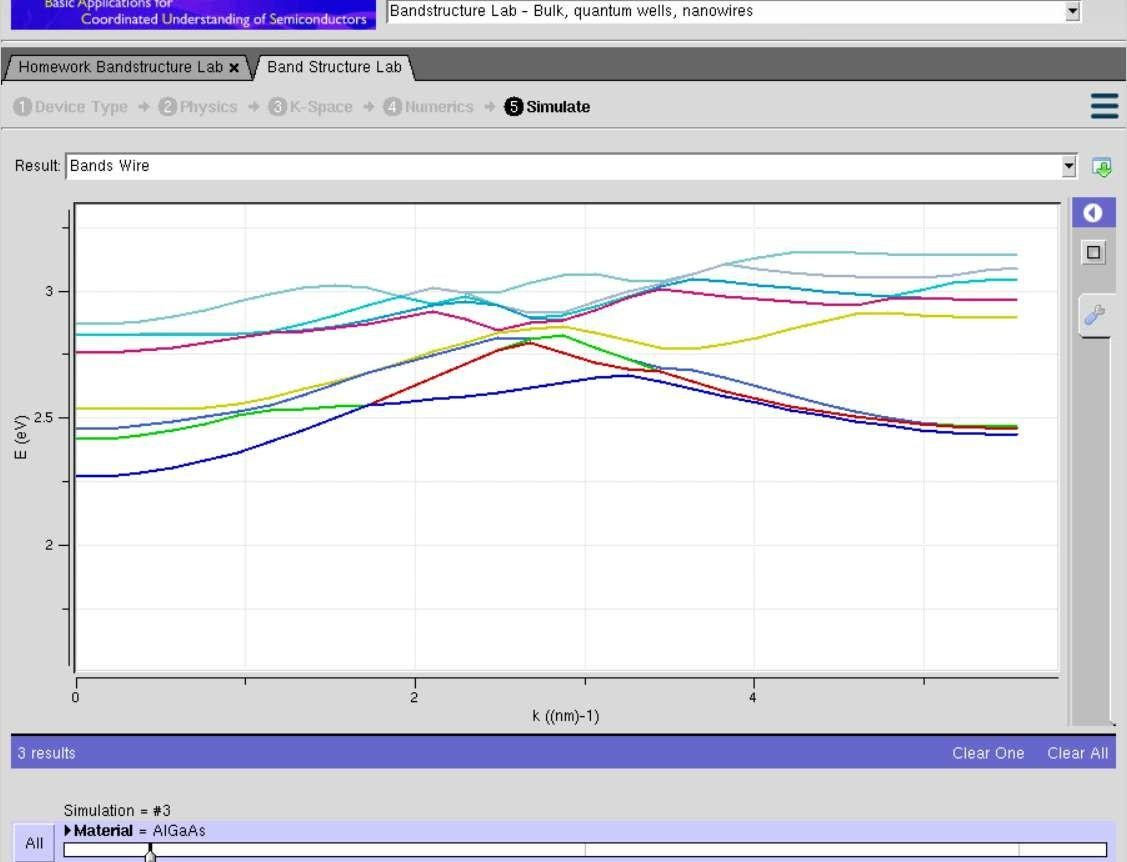 Basic Applications for
Coordinated Understanding of Semiconductors
Bandstructure Lab - Bulk, quantum wells, nanowires
Homework Bandstructure Lab × Band Structure Lab
1 Device Type → 2 Physics → 3 K-Space → 4 Numerics → 5 Simulate
Result: Bands Wire
3
2.5
2
E (eV)
0 2 4
k ((nm)-1)
3 results Clear One Clear All
Simulation = #3
All
Material = AlGaAs